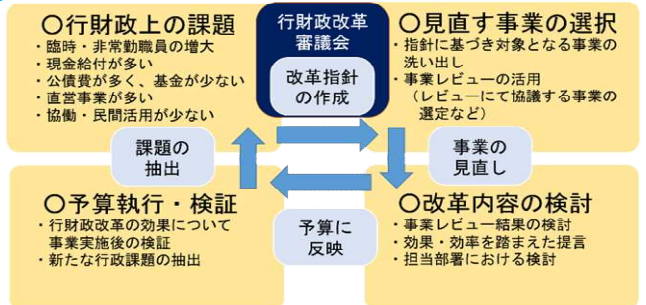 〇行財政上の課題
・臨時・非常勤職員の増大
・現金給付が多い
・公債費が多く、基金が少ない
・直営事業が多い
・協働・民間活用が少ない
行財政改革
審議会
改革指針
の作成
〇見直す事業の選択
・指針に基づき対象となる事業の
洗い出し
・事業レビューの活用
（レビューにて協議する事業の
選定など）
課題の
抽出
事業の
見直し
〇予算執行・検証
・行財政改革の効果について
事業実施後の検証
・新たな行政課題の抽出
予算に
反映
〇改革内容の検討
・事業レビュー結果の検討
・効果・効率を踏まえた提言
・担当部署における検討